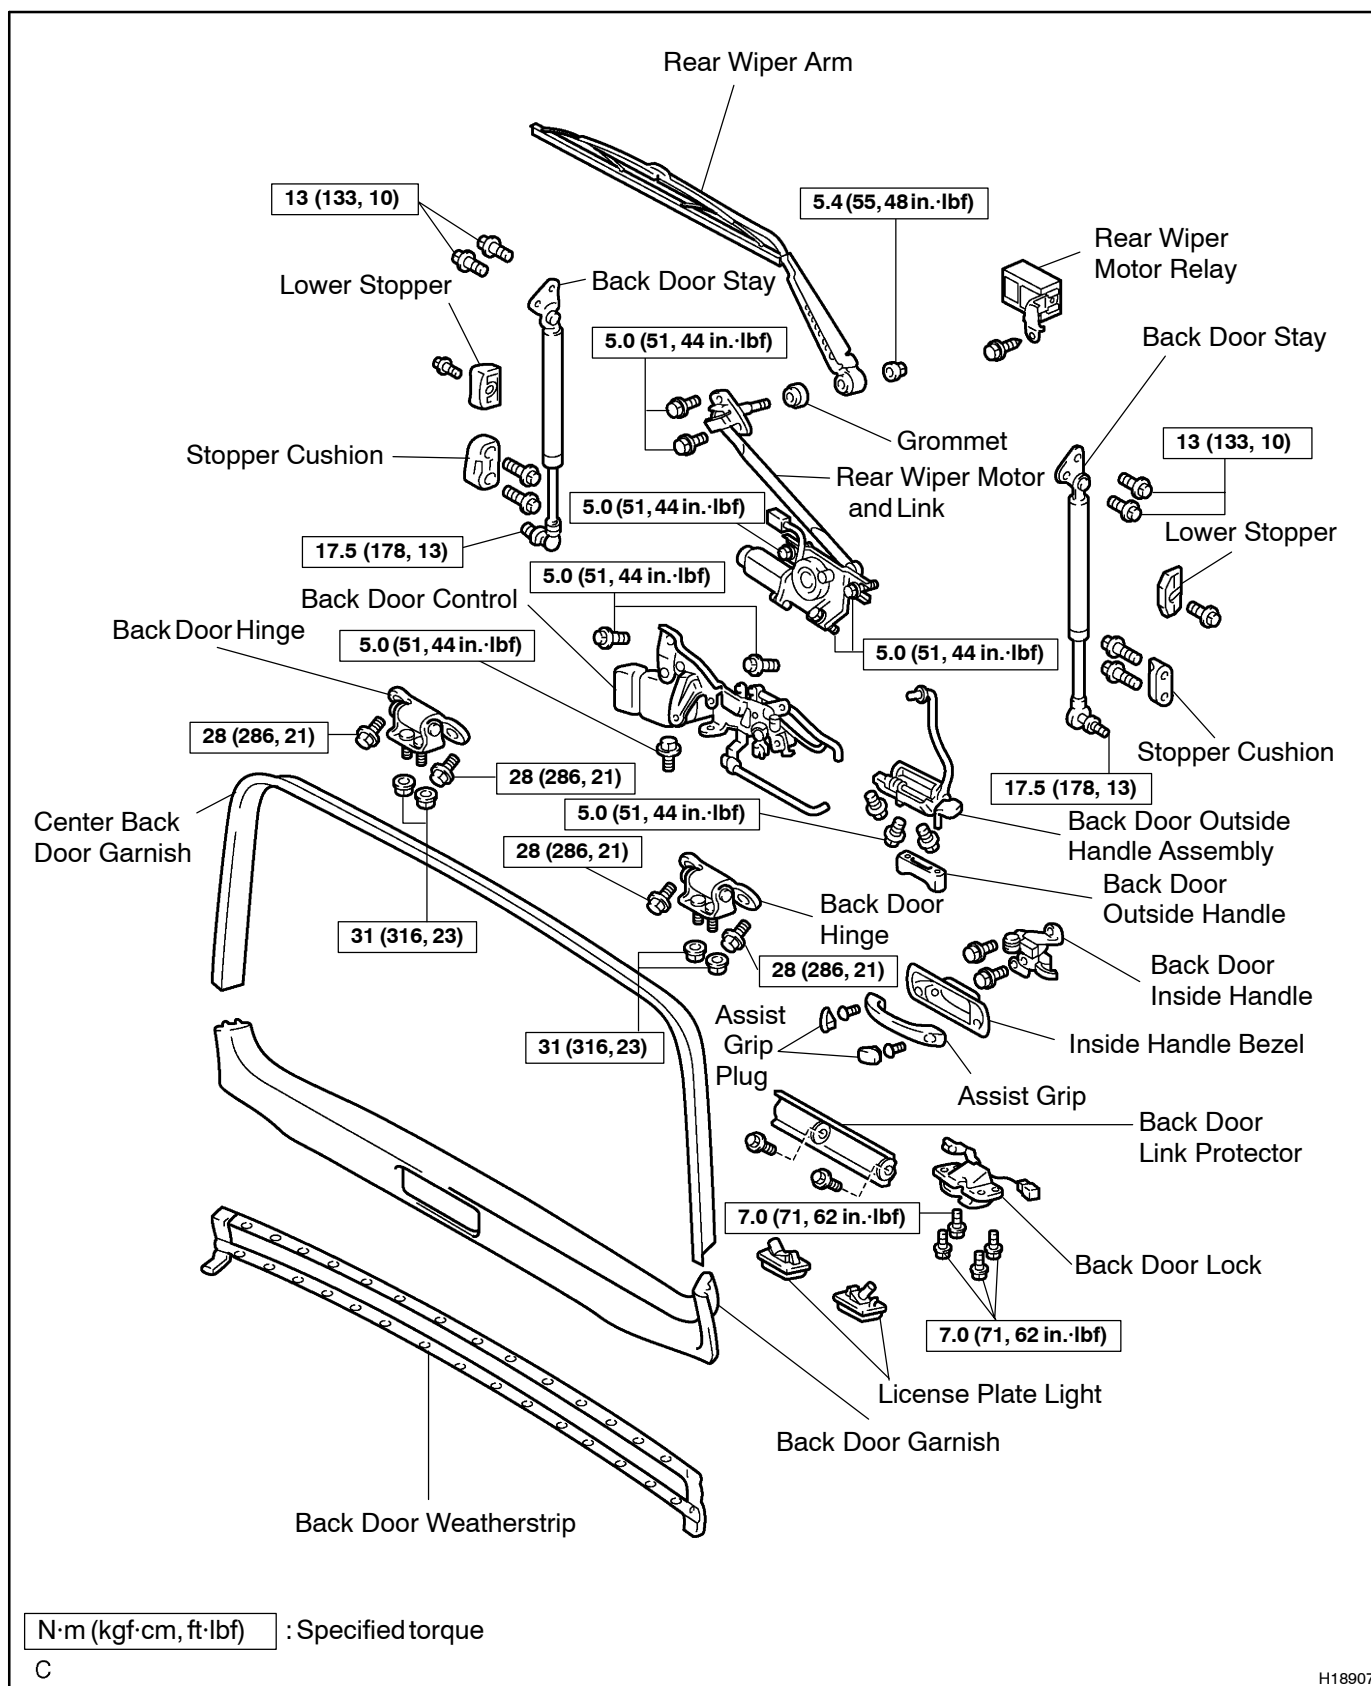 Rear Wiper Arm
13 (133, 10)
5.4 (55, 48 in.·lbf)
Rear Wiper
Motor Relay
Lower Stopper
Back Door Stay
5.0 (51, 44 in.·lbf)
Back Door Stay
Grommet
13 (133, 10)
Stopper Cushion
Rear Wiper Motor
and Link
5.0 (51, 44 in.·lbf)
Lower Stopper
17.5 (178, 13)
5.0 (51, 44 in.·lbf)
Back Door Control
Back Door Hinge
5.0 (51, 44 in.·lbf)
5.0 (51, 44 in.·lbf)
28 (286, 21)
Stopper Cushion
28 (286, 21)
17.5 (178, 13)
Center Back
Door Garnish
5.0 (51, 44 in.·lbf)
Back Door Outside
Handle Assembly
28 (286, 21)
Back Door
Outside Handle
Back Door
Hinge
31 (316, 23)
28 (286, 21)
Back Door
Inside Handle
Assist
Grip
Plug
31 (316, 23)
Inside Handle Bezel
Assist Grip
Back Door
Link Protector
7.0 (71, 62 in.·lbf)
Back Door Lock
7.0 (71, 62 in.·lbf)
License Plate Light
Back Door Garnish
Back Door Weatherstrip
N·m (kgf·cm, ft·lbf) : Specified torque
C
H18907